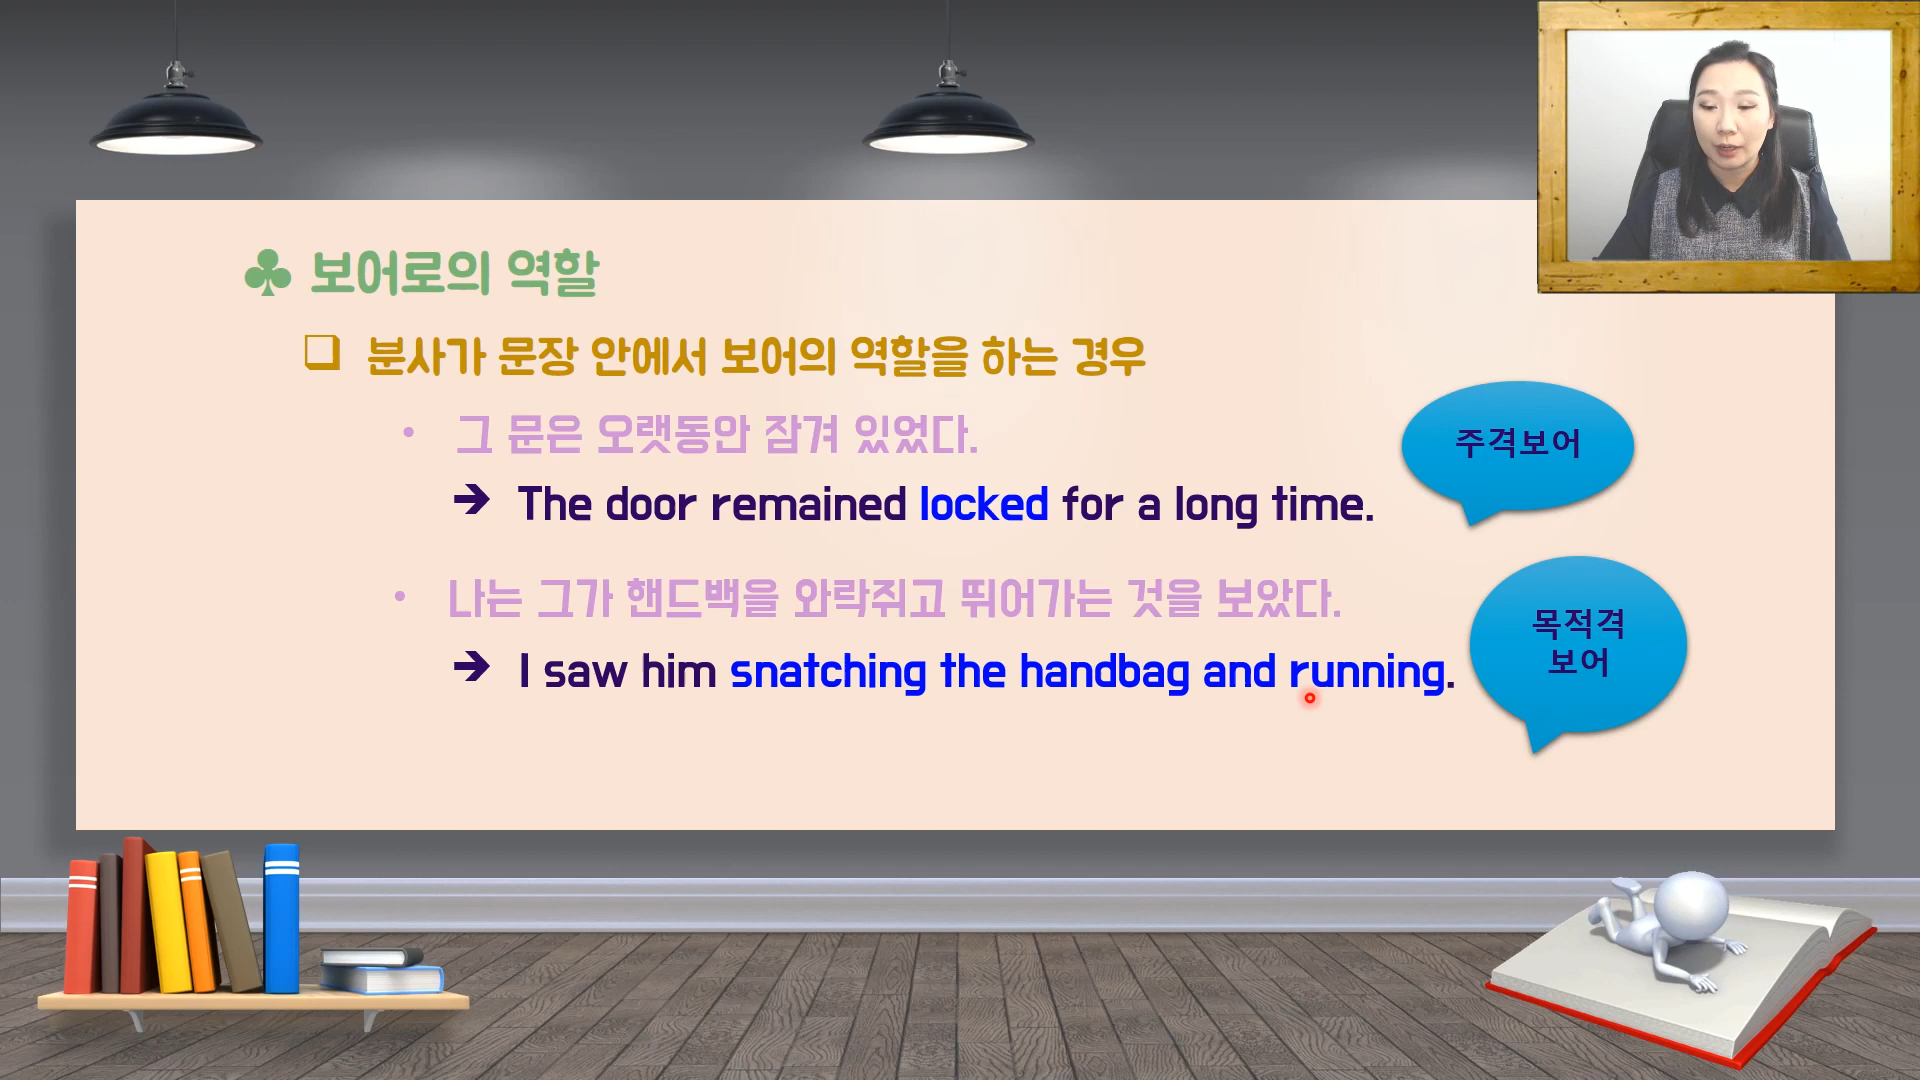 ♣ 보어로의 역할
❏ 분사가 문장 안에서 보어의 역할을 하는 경우
• 그 문은 오랫동안 잠겨 있었다.
➔ The door remained locked for a long time.
주격보어
• 나는 그가 핸드백을 와락쥐고 뛰어가는 것을 보았다.
➔ I saw him snatching the handbag and running.
목적격
보어